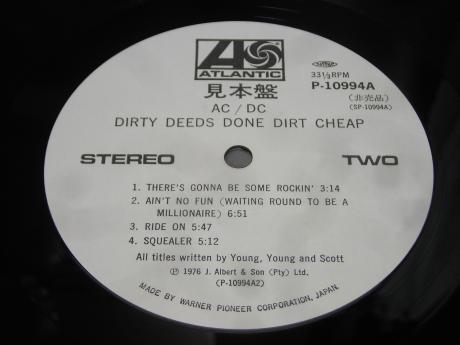 ATLANTIC
見本盤
33⅓RPM
P-10994A
(非売品)
(SP-10994A)
AC/DC
DIRTY DEEDS DONE DIRT CHEAP
STEREO
TWO
1. THERE'S GONNA BE SOME ROCKIN' 3:14
2. AIN'T NO FUN (WAITING ROUND TO BE A
MILLIONAIRE) 6:51
3. RIDE ON 5:47
4. SQUEALER 5:12
All titles written by Young, Young and Scott
Ⓟ 1976 J. Albert & Son (Pty) Ltd.
(P-10994A2)
MADE BY WARNER PIONEER CORPORATION, JAPAN